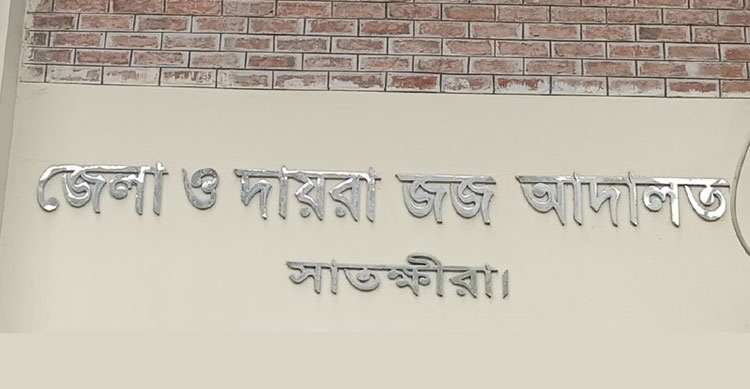 জেলা ও দায়রা জজ আদালত
সাতক্ষীরা।